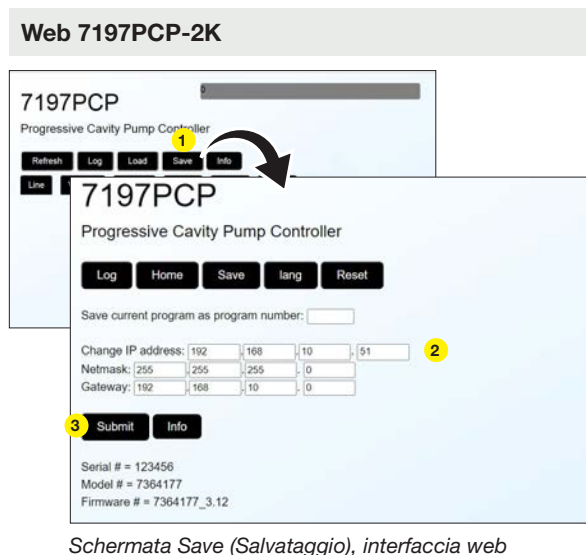 Web 7197PCP-2K
0
7197PCP
Progressive Cavity Pump Controller
1
Refresh Log Load Save Info
Line
7197PCP
Progressive Cavity Pump Controller
Log Home Save lang Reset
Save current program as program number:
Change IP address: 192 . 168 . 10 . 51 2
Netmask: 255 . 255 . 255 . 0
Gateway: 192 . 168 . 10 . 0
3 Submit Info
Serial # = 123456
Model # = 7364177
Firmware # = 7364177_3.12
Schermata Save (Salvataggio), interfaccia web